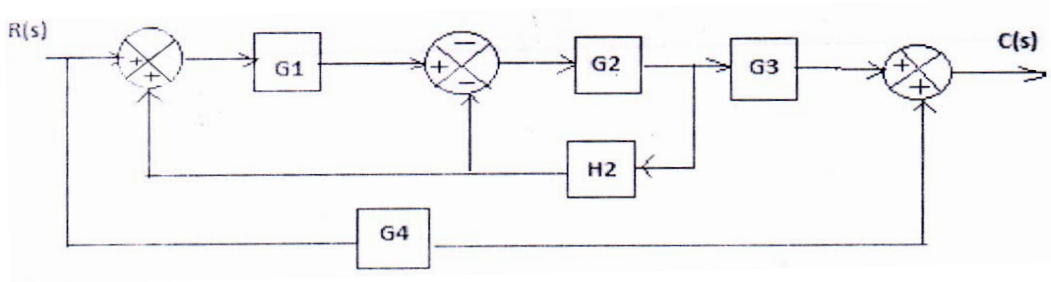 R(s)
C(s)
+
+
G1
−
+
−
G2
G3
+
+
H2
G4